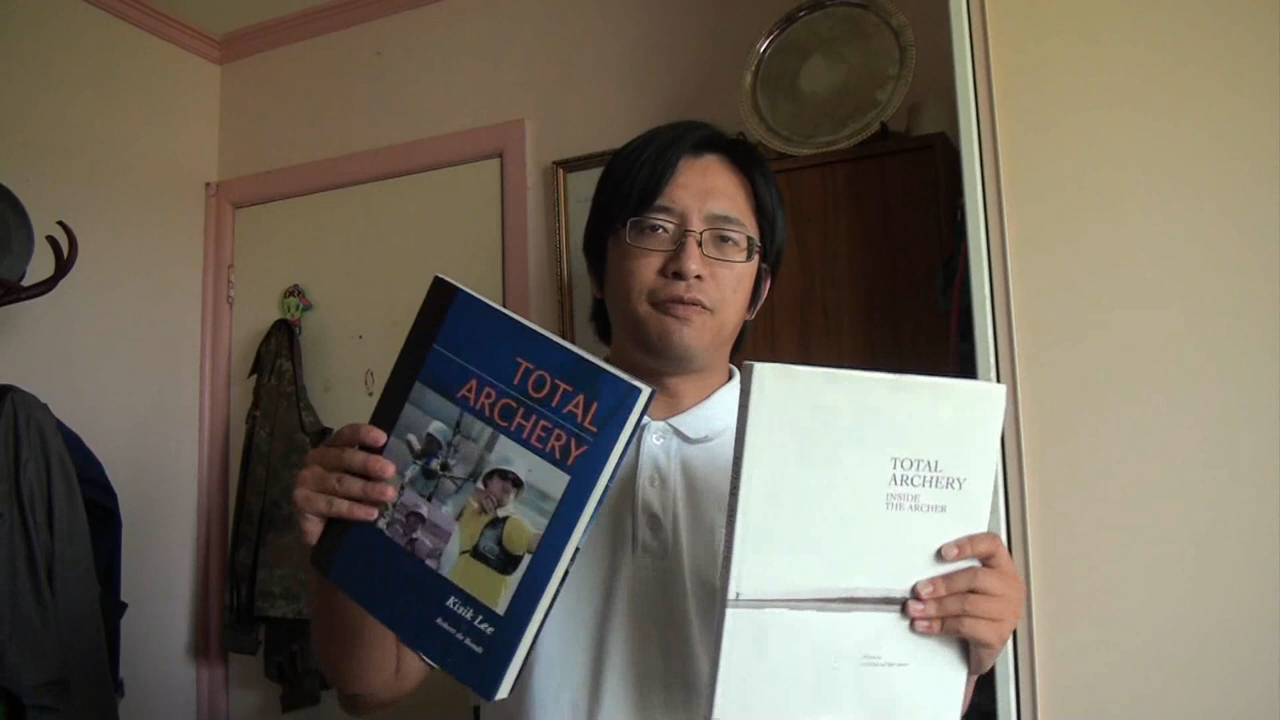 TOTAL
ARCHERY
Kisik Lee
Robert de Bondt
TOTAL
ARCHERY
INSIDE
THE ARCHER